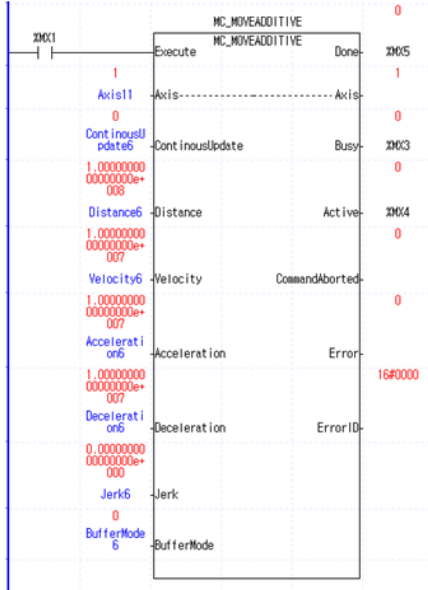 0
MC_MOVEADDITIVE
%MX1
MC_MOVEADDITIVE
Execute
Done
%MX5
1
1
Axis11
Axis
Axis
0
0
ContinousU
pdate6
ContinousUpdate
Busy
%MX3
1.00000000
00000000e+
008
0
Distance6
Distance
Active
%MX4
1.00000000
00000000e+
007
0
Velocity6
Velocity
CommandAborted
1.00000000
00000000e+
007
0
Accelerati
on6
Acceleration
Error
1.00000000
00000000e+
007
16#0000
Decelerati
on6
Deceleration
ErrorID
0.00000000
00000000e+
000
Jerk6
Jerk
0
BufferMode
6
BufferMode